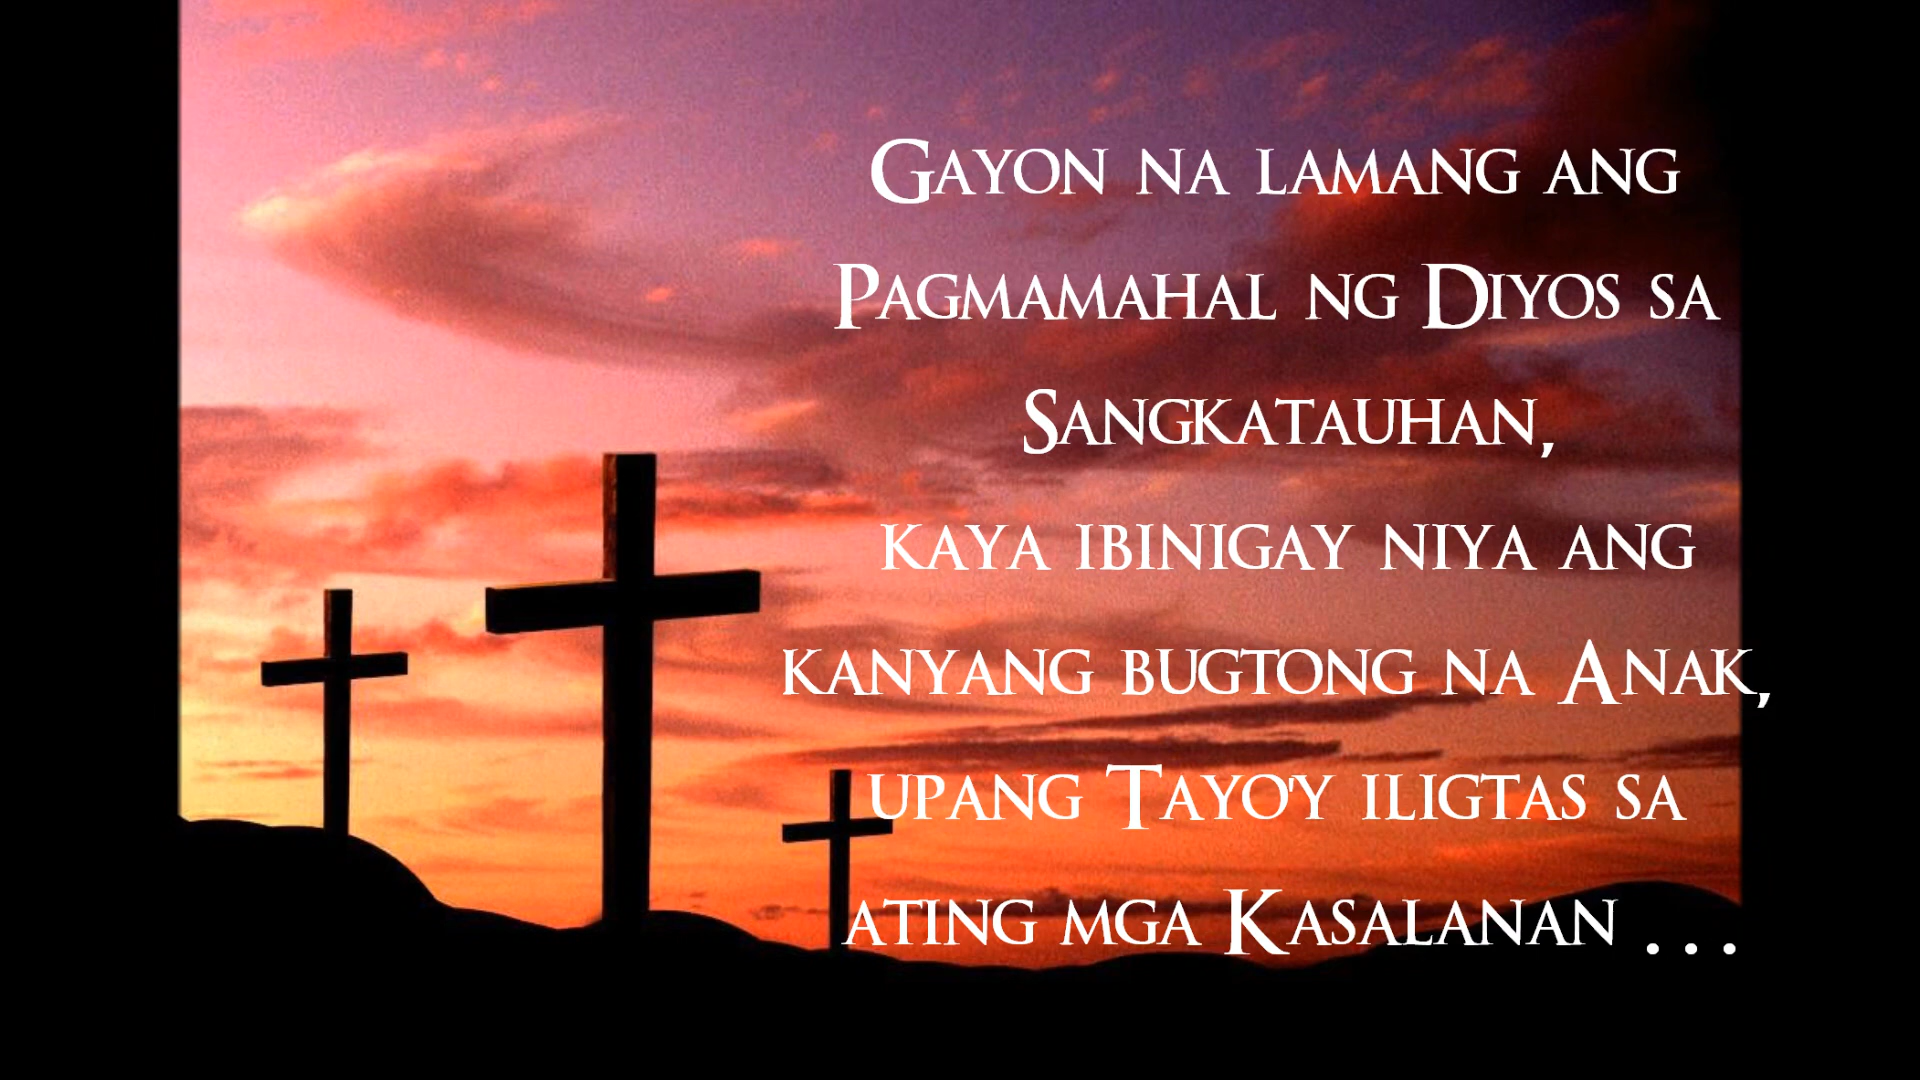 Gayon na lamang ang
Pagmamahal ng Diyos sa
Sangkatauhan,
kaya ibinigay niya ang
kanyang bugtong na Anak,
upang Tayo'y iligtas sa
ating mga Kasalanan ...